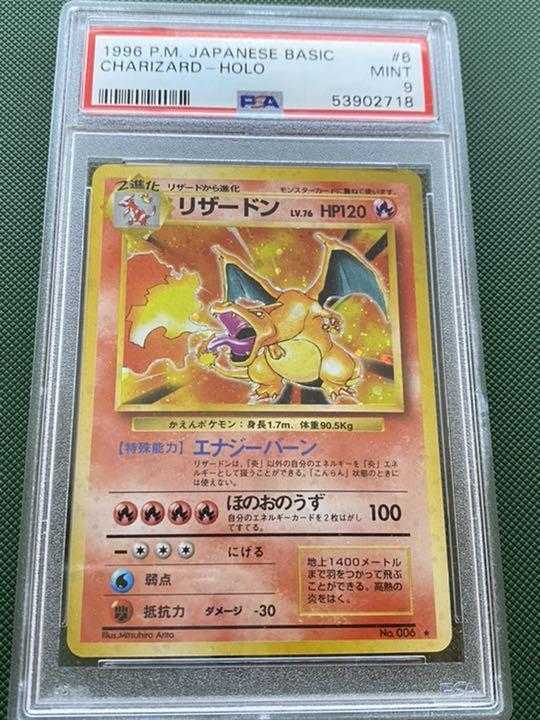 1996 P.M. JAPANESE BASIC #6
CHARIZARD-HOLO MINT
9
PSA 53902718
2進化 リザードから進化 モンスターカードに重ねて使います。
リザードン LV.76 HP120
かえんポケモン:身長1.7m、体重90.5Kg
[特殊能力] エナジーバーン
リザードンは、「炎」以外の自分のエネルギーを「炎」エネ
ルギーとして扱うことができる。「こんらん」状態のときに
は使えない。
ほのおのうず 100
自分のエネルギーカードを2枚はがし
てすてる。
にげる
弱点
抵抗力 ダメージ -30
地上1400メートル
まで羽をつかって飛ぶ
ことができる。高熱の
炎をはく。
Illus.Mitsuhiro Arita
No.006 ★
PSA